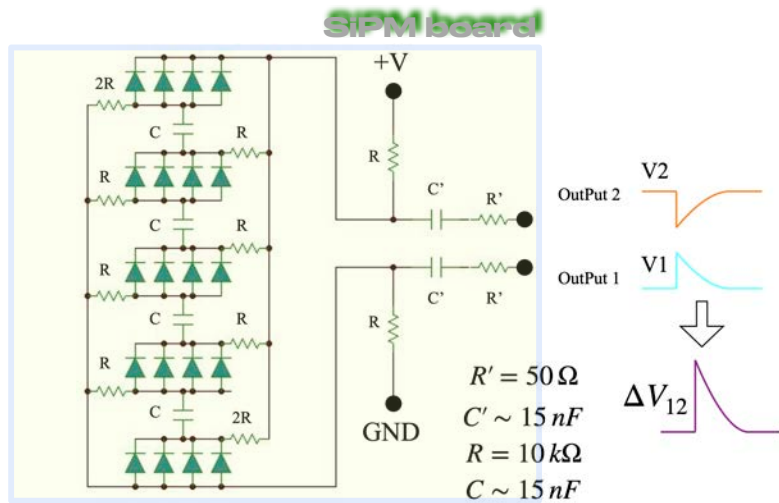 SiPM board
+V
2R
C
R
R
R
C'
R'
C
OutPut 2
V2
R
R
OutPut 1
V1
C
C'
R'
R
R
R
C
2R
GND
R' = 50 Ω
C' ~ 15 nF
R = 10 kΩ
C ~ 15 nF
ΔV12